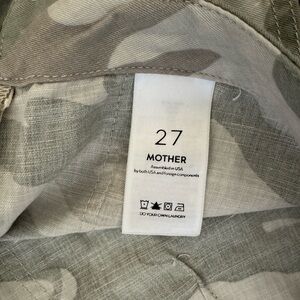 27
MOTHER
Assembled in USA
by both USA and foreign components
DO YOUR OWN LAUNDRY